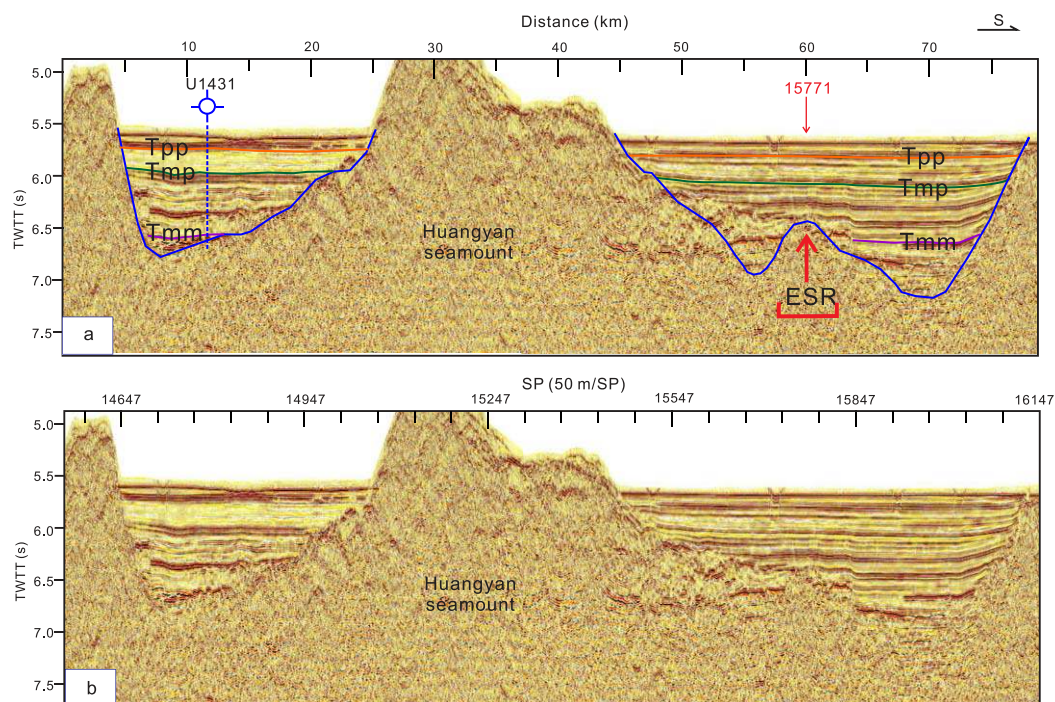 Distance (km)
S
10 20 30 40 50 60 70
U1431
15771
TWTT (s)
5.0
5.5
6.0
6.5
7.0
7.5
Tpp
Tmp
Tmm
Huangyan
seamount
Tpp
Tmp
Tmm
ESR
a
SP (50 m/SP)
14647 14947 15247 15547 15847 16147
TWTT (s)
5.0
5.5
6.0
6.5
7.0
7.5
Huangyan
seamount
b